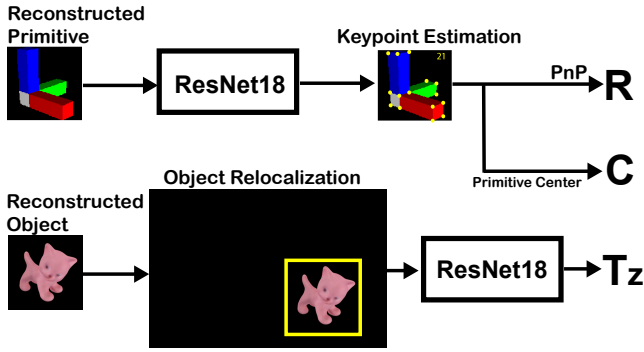 Reconstructed
Primitive
ResNet18
Keypoint Estimation
21
PnP
R
Primitive Center
C
Reconstructed
Object
Object Relocalization
ResNet18
Tz